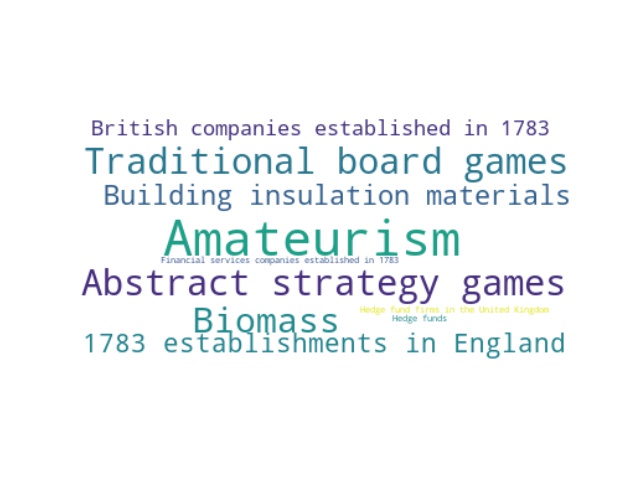 British companies established in 1783
Traditional board games
Building insulation materials
Amateurism
Financial services companies established in 1783
Abstract strategy games
Hedge fund firms in the United Kingdom
Biomass
Hedge funds
1783 establishments in England